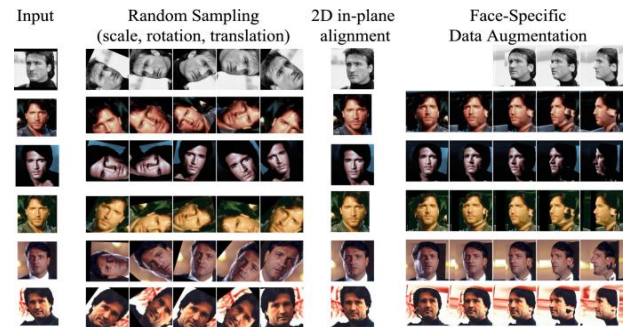 Input
Random Sampling
(scale, rotation, translation)
2D in-plane
alignment
Face-Specific
Data Augmentation